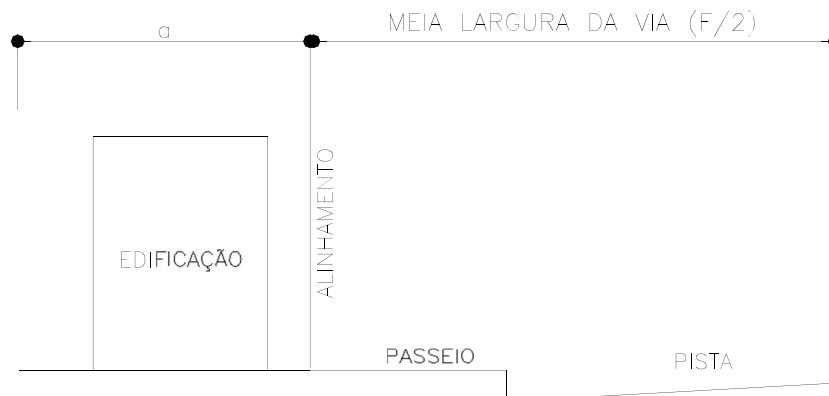 a
MEIA LARGURA DA VIA (F/2)
ALINHAMENTO
EDIFICAÇÃO
PASSEIO
PISTA